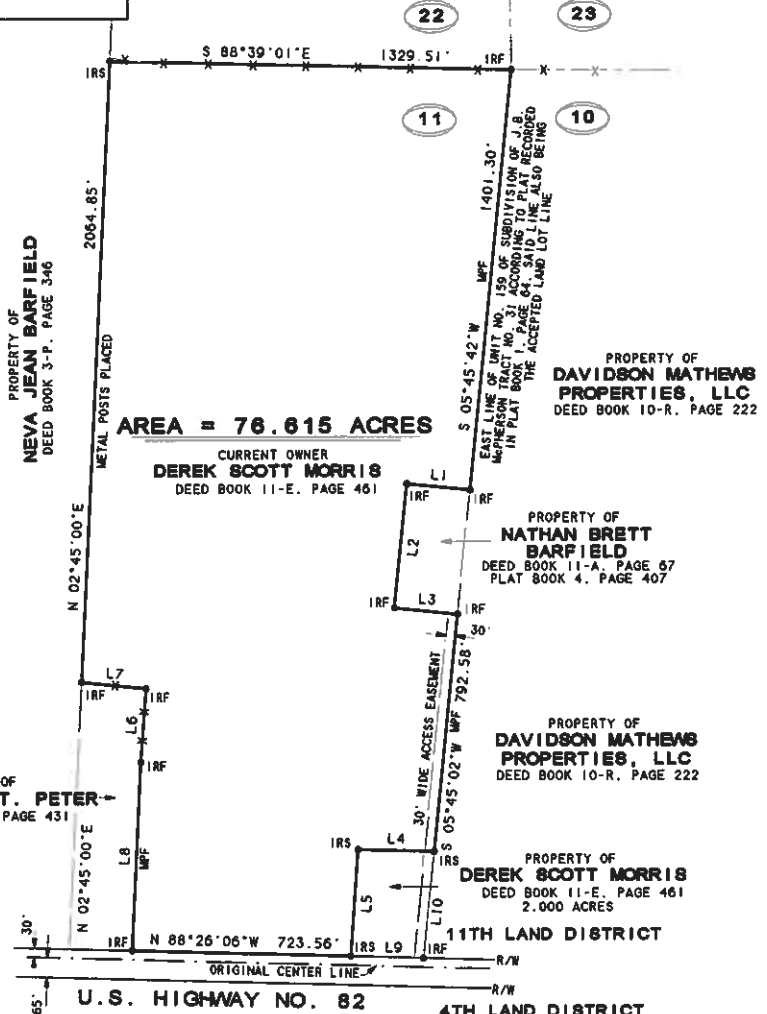 22
23
S 88°39'01"E
1329.51'
IRF
IRS
11
10
2064.85'
1401.30'
MPF
S 05°45'42"W
EAST LINE OF UNIT NO. 159 OF SUBDIVISION OF J.B.
McPHERSON TRACT NO. 31 ACCORDING TO PLAT RECORDED
IN PLAT BOOK 1, PAGE 64. SAID LINE ALSO BEING
THE ACCEPTED LAND LOT LINE
PROPERTY OF
NEVA JEAN BARFIELD
DEED BOOK 3-P. PAGE 346
METAL POSTS PLACED
N 02°45'00"E
PROPERTY OF
DAVIDSON MATHEWS
PROPERTIES, LLC
DEED BOOK 10-R. PAGE 222
AREA = 76.615 ACRES
CURRENT OWNER
DEREK SCOTT MORRIS
DEED BOOK 11-E. PAGE 461
L1
IRF
IRF
L2
PROPERTY OF
NATHAN BRETT
BARFIELD
DEED BOOK 11-A. PAGE 67
PLAT BOOK 4. PAGE 407
IRF
L3
IRF
30'
L7
IRF
IRF
L6
IRF
30' WIDE ACCESS EASEMENT
S 05°45'02"W MPF 792.58'
PROPERTY OF
DAVIDSON MATHEWS
PROPERTIES, LLC
DEED BOOK 10-R. PAGE 222
OF
T. PETER
PAGE 431
N 02°45'00"E
L8
MPF
IRS
L4
IRS
L5
L10
PROPERTY OF
DEREK SCOTT MORRIS
DEED BOOK 11-E. PAGE 461
2.000 ACRES
30'
IRF
N 88°26'06"W
723.56'
IRS
L9
IRF
11TH LAND DISTRICT
R/W
ORIGINAL CENTER LINE
65'
U.S. HIGHWAY NO. 82
R/W
4TH LAND DISTRICT